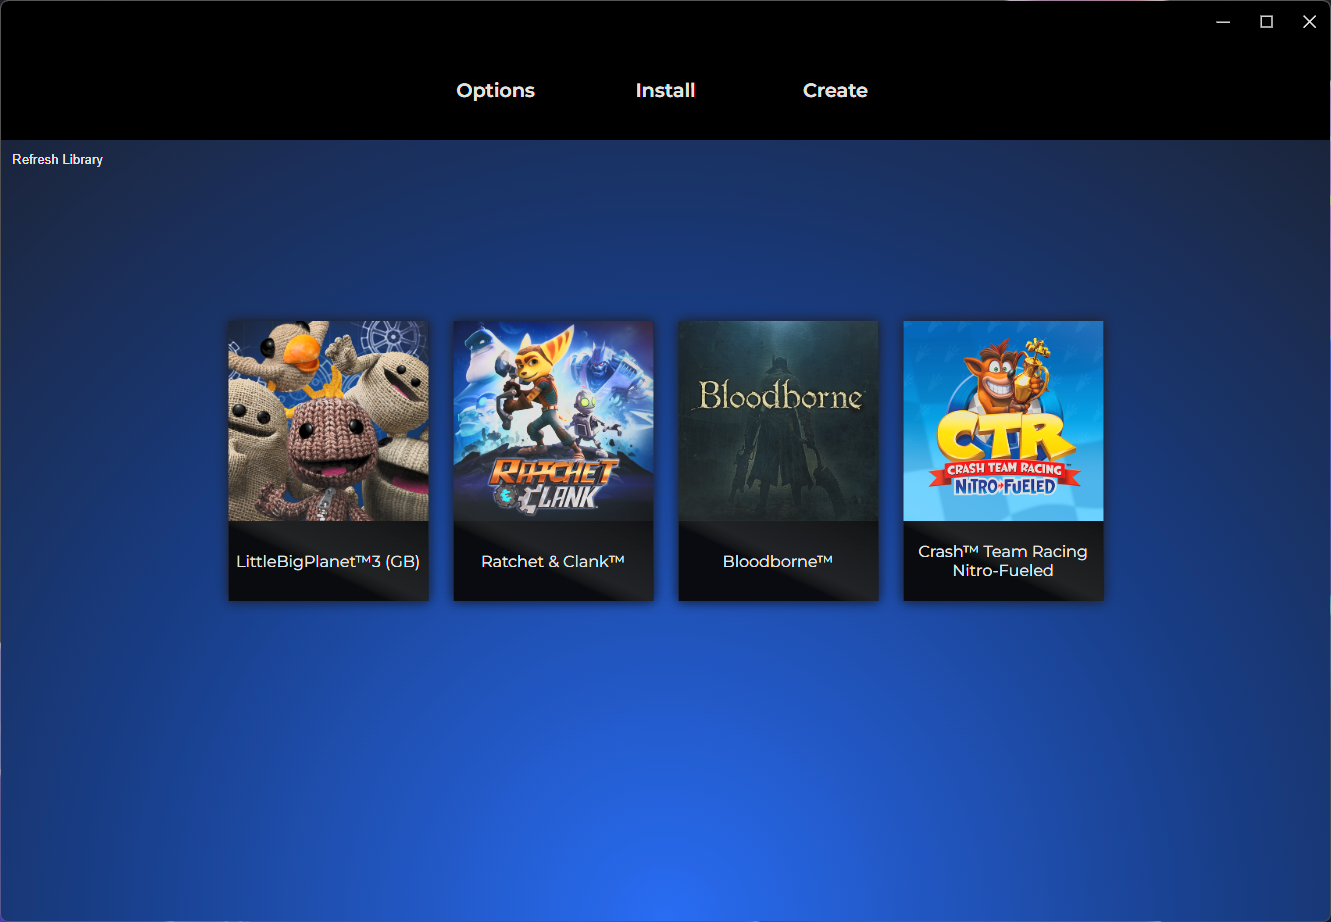 Options Install Create
Refresh Library
Bloodborne
RATCHET
CLANK
CTR
CRASH TEAM RACING™
NITRO FUELED
LittleBigPlanet™3 (GB)
Ratchet & Clank™
Bloodborne™
Crash™ Team Racing
Nitro-Fueled